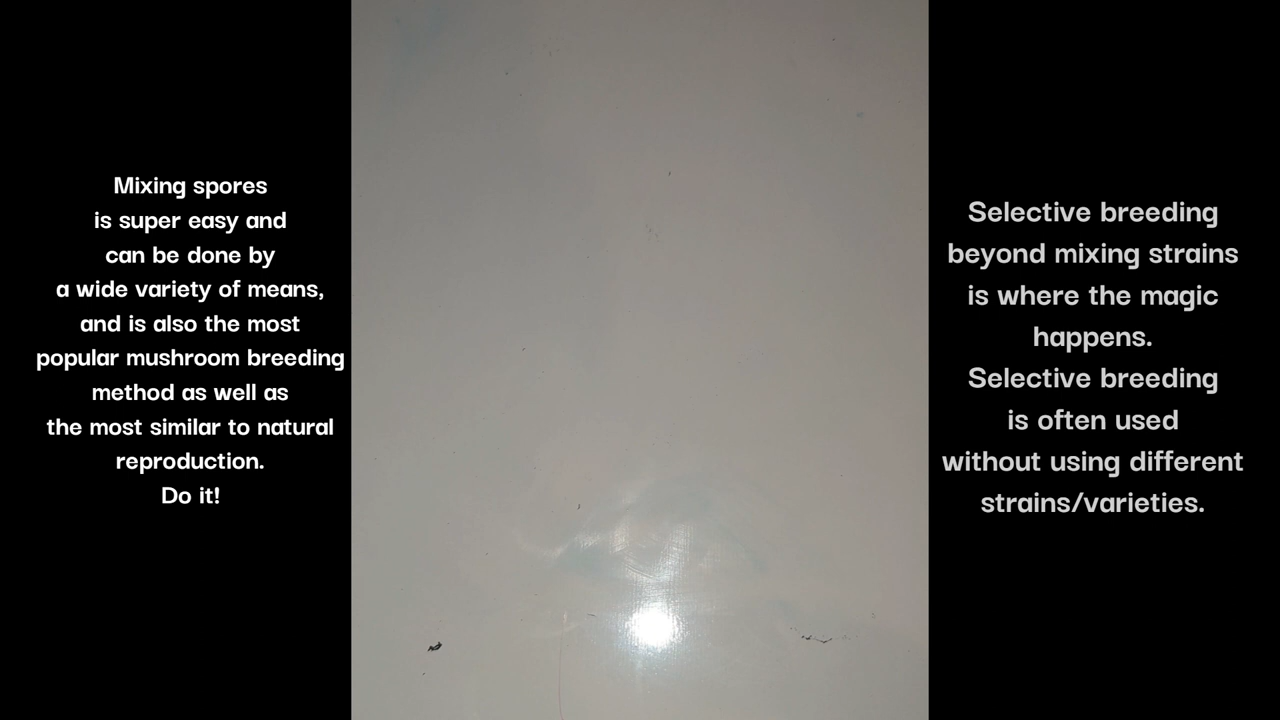 Mixing spores
is super easy and
can be done by
a wide variety of means,
and is also the most
popular mushroom breeding
method as well as
the most similar to natural
reproduction.
Do it!
Selective breeding
beyond mixing strains
is where the magic
happens.
Selective breeding
is often used
without using different
strains/varieties.